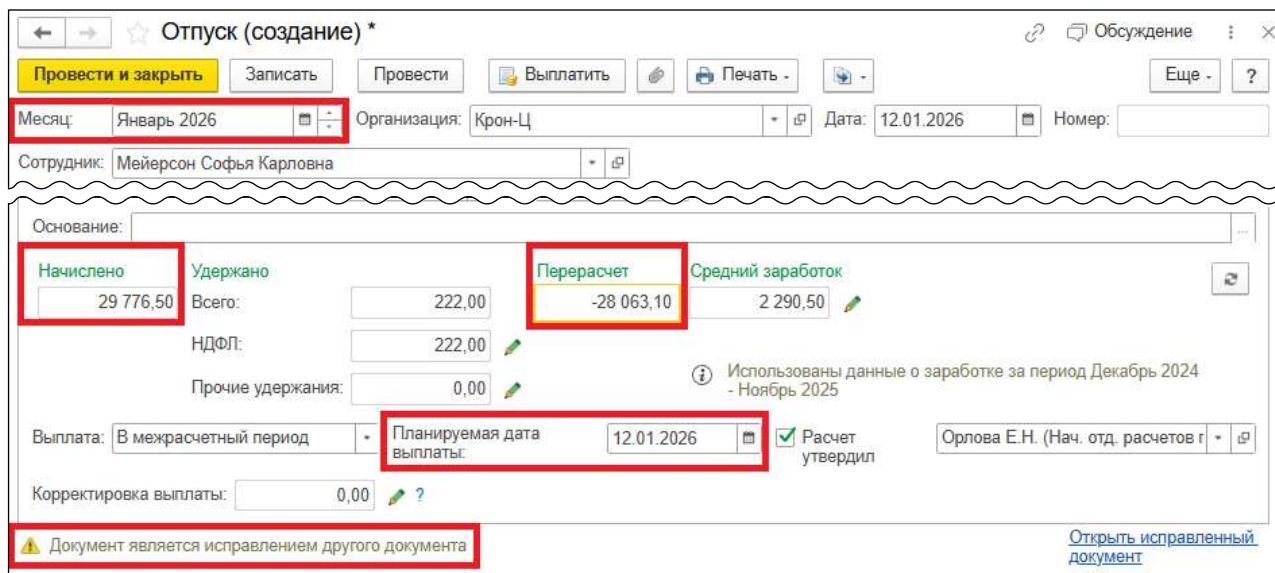 Отпуск (создание) *
Обсуждение
Провести и закрыть Записать Провести Выплатить Печать Еще ?
Месяц: Январь 2026 Организация: Крон-Ц Дата: 12.01.2026 Номер:
Сотрудник: Мейерсон Софья Карловна
Основание: ...
Начислено Удержано Перерасчет Средний заработок
29 776,50 Всего: 222,00 -28 063,10 2 290,50
НДФЛ: 222,00
Использованы данные о заработке за период Декабрь 2024
- Ноябрь 2025
Прочие удержания: 0,00
Выплата: В межрасчетный период Планируемая дата
выплаты: 12.01.2026 Расчет
утвердил Орлова Е.Н. (Нач. отд. расчетов г
Корректировка выплаты: 0,00 ?
Документ является исправлением другого документа
Открыть исправленный
документ